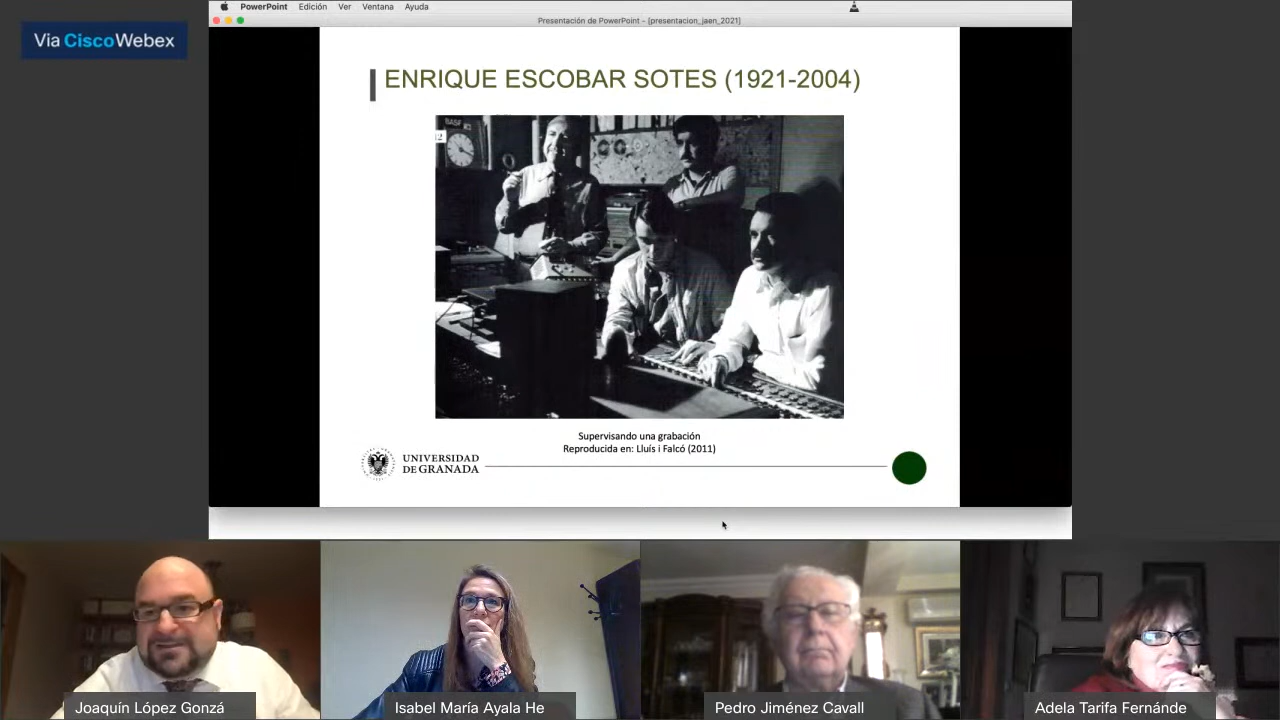 PowerPoint Edición Ver Ventana Ayuda
Presentación de PowerPoint - [presentacion_jaen_2021]
Via CiscoWebex
ENRIQUE ESCOBAR SOTES (1921-2004)
BASF
2
Supervisando una grabación
Reproducida en: Lluís i Falcó (2011)
UNIVERSIDAD
DE GRANADA
Joaquín López Gonzá
Isabel María Ayala He
Pedro Jiménez Cavall
Adela Tarifa Fernánde